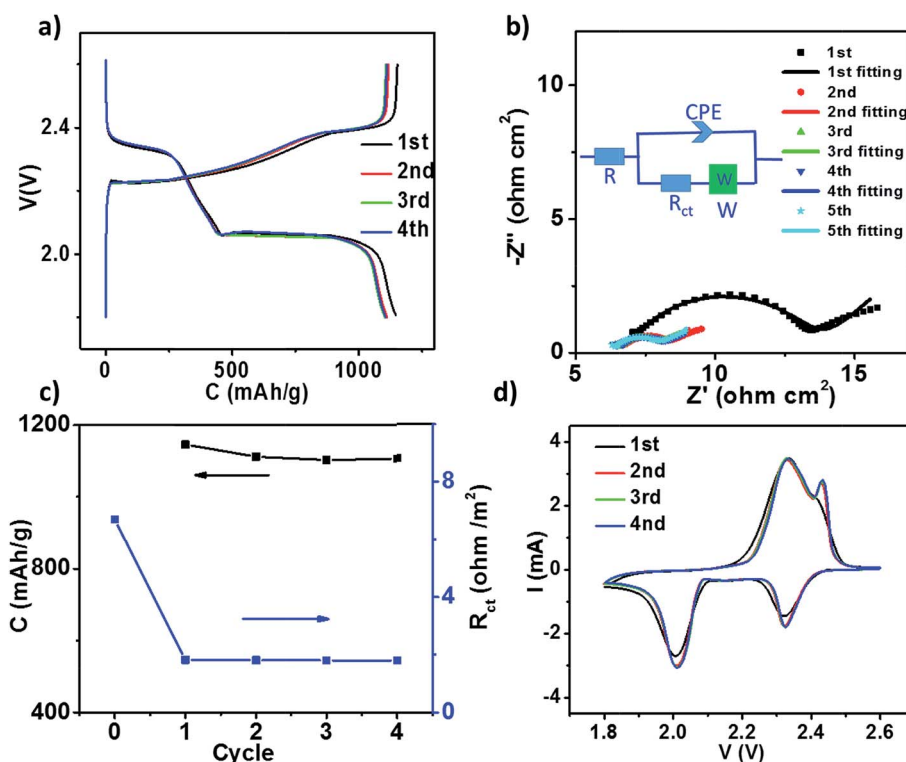 a)
V(V)
2.4
2.0
0
500
1000
C (mAh/g)
1st
2nd
3rd
4th
b)
-Z'' (ohm cm²)
10
5
0
5
10
15
Z' (ohm cm²)
1st
1st fitting
2nd
2nd fitting
3rd
3rd fitting
4th
4th fitting
5th
5th fitting
CPE
R
Rct
W
W
c)
C (mAh/g)
1200
800
400
0
1
2
3
4
Cycle
8
4
0
Rct (ohm /m²)
d)
I (mA)
4
2
0
-2
-4
1.8
2.0
2.2
2.4
2.6
V (V)
1st
2nd
3rd
4nd